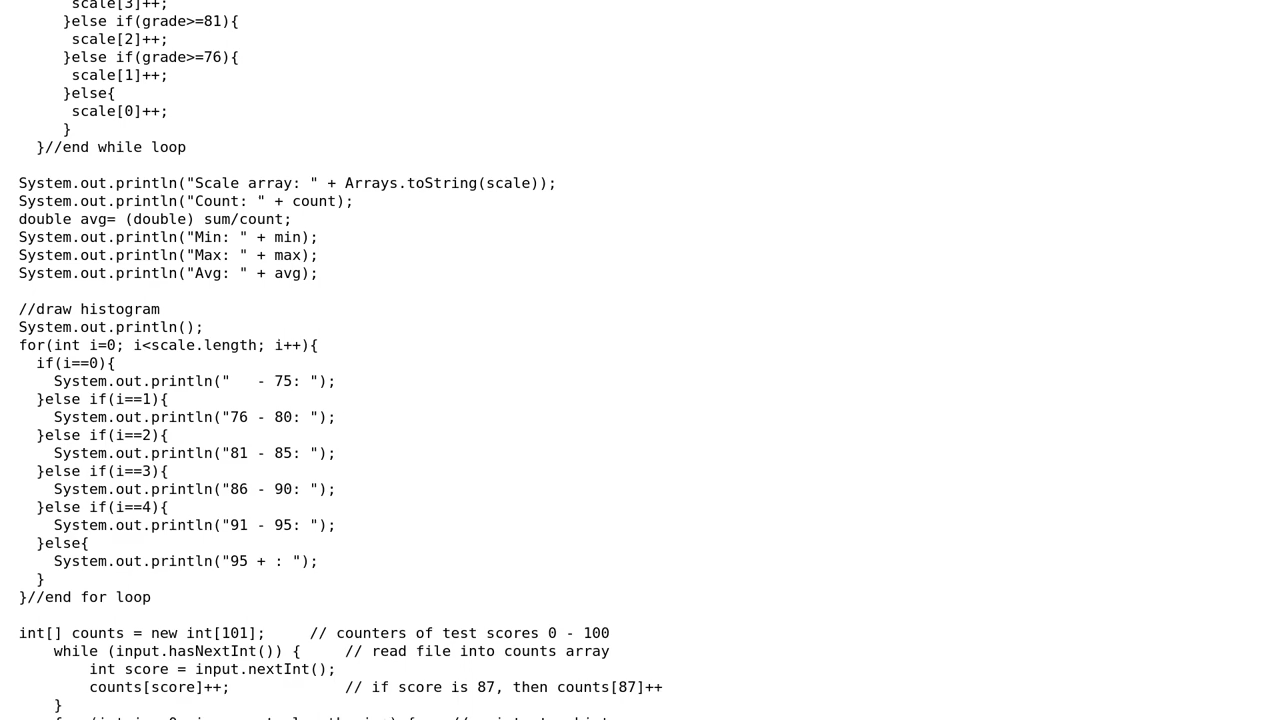 scale[3]++;
}else if(grade>=81){
scale[2]++;
}else if(grade>=76){
scale[1]++;
}else{
scale[0]++;
}
}//end while loop
System.out.println("Scale array: " + Arrays.toString(scale));
System.out.println("Count: " + count);
double avg= (double) sum/count;
System.out.println("Min: " + min);
System.out.println("Max: " + max);
System.out.println("Avg: " + avg);
//draw histogram
System.out.println();
for(int i=0; i<scale.length; i++){
if(i==0){
System.out.println("   - 75: ");
}else if(i==1){
System.out.println("76 - 80: ");
}else if(i==2){
System.out.println("81 - 85: ");
}else if(i==3){
System.out.println("86 - 90: ");
}else if(i==4){
System.out.println("91 - 95: ");
}else{
System.out.println("95 + : ");
}
}//end for loop
int[] counts = new int[101];     // counters of test scores 0 - 100
while (input.hasNextInt()) {     // read file into counts array
int score = input.nextInt();
counts[score]++;             // if score is 87, then counts[87]++
}